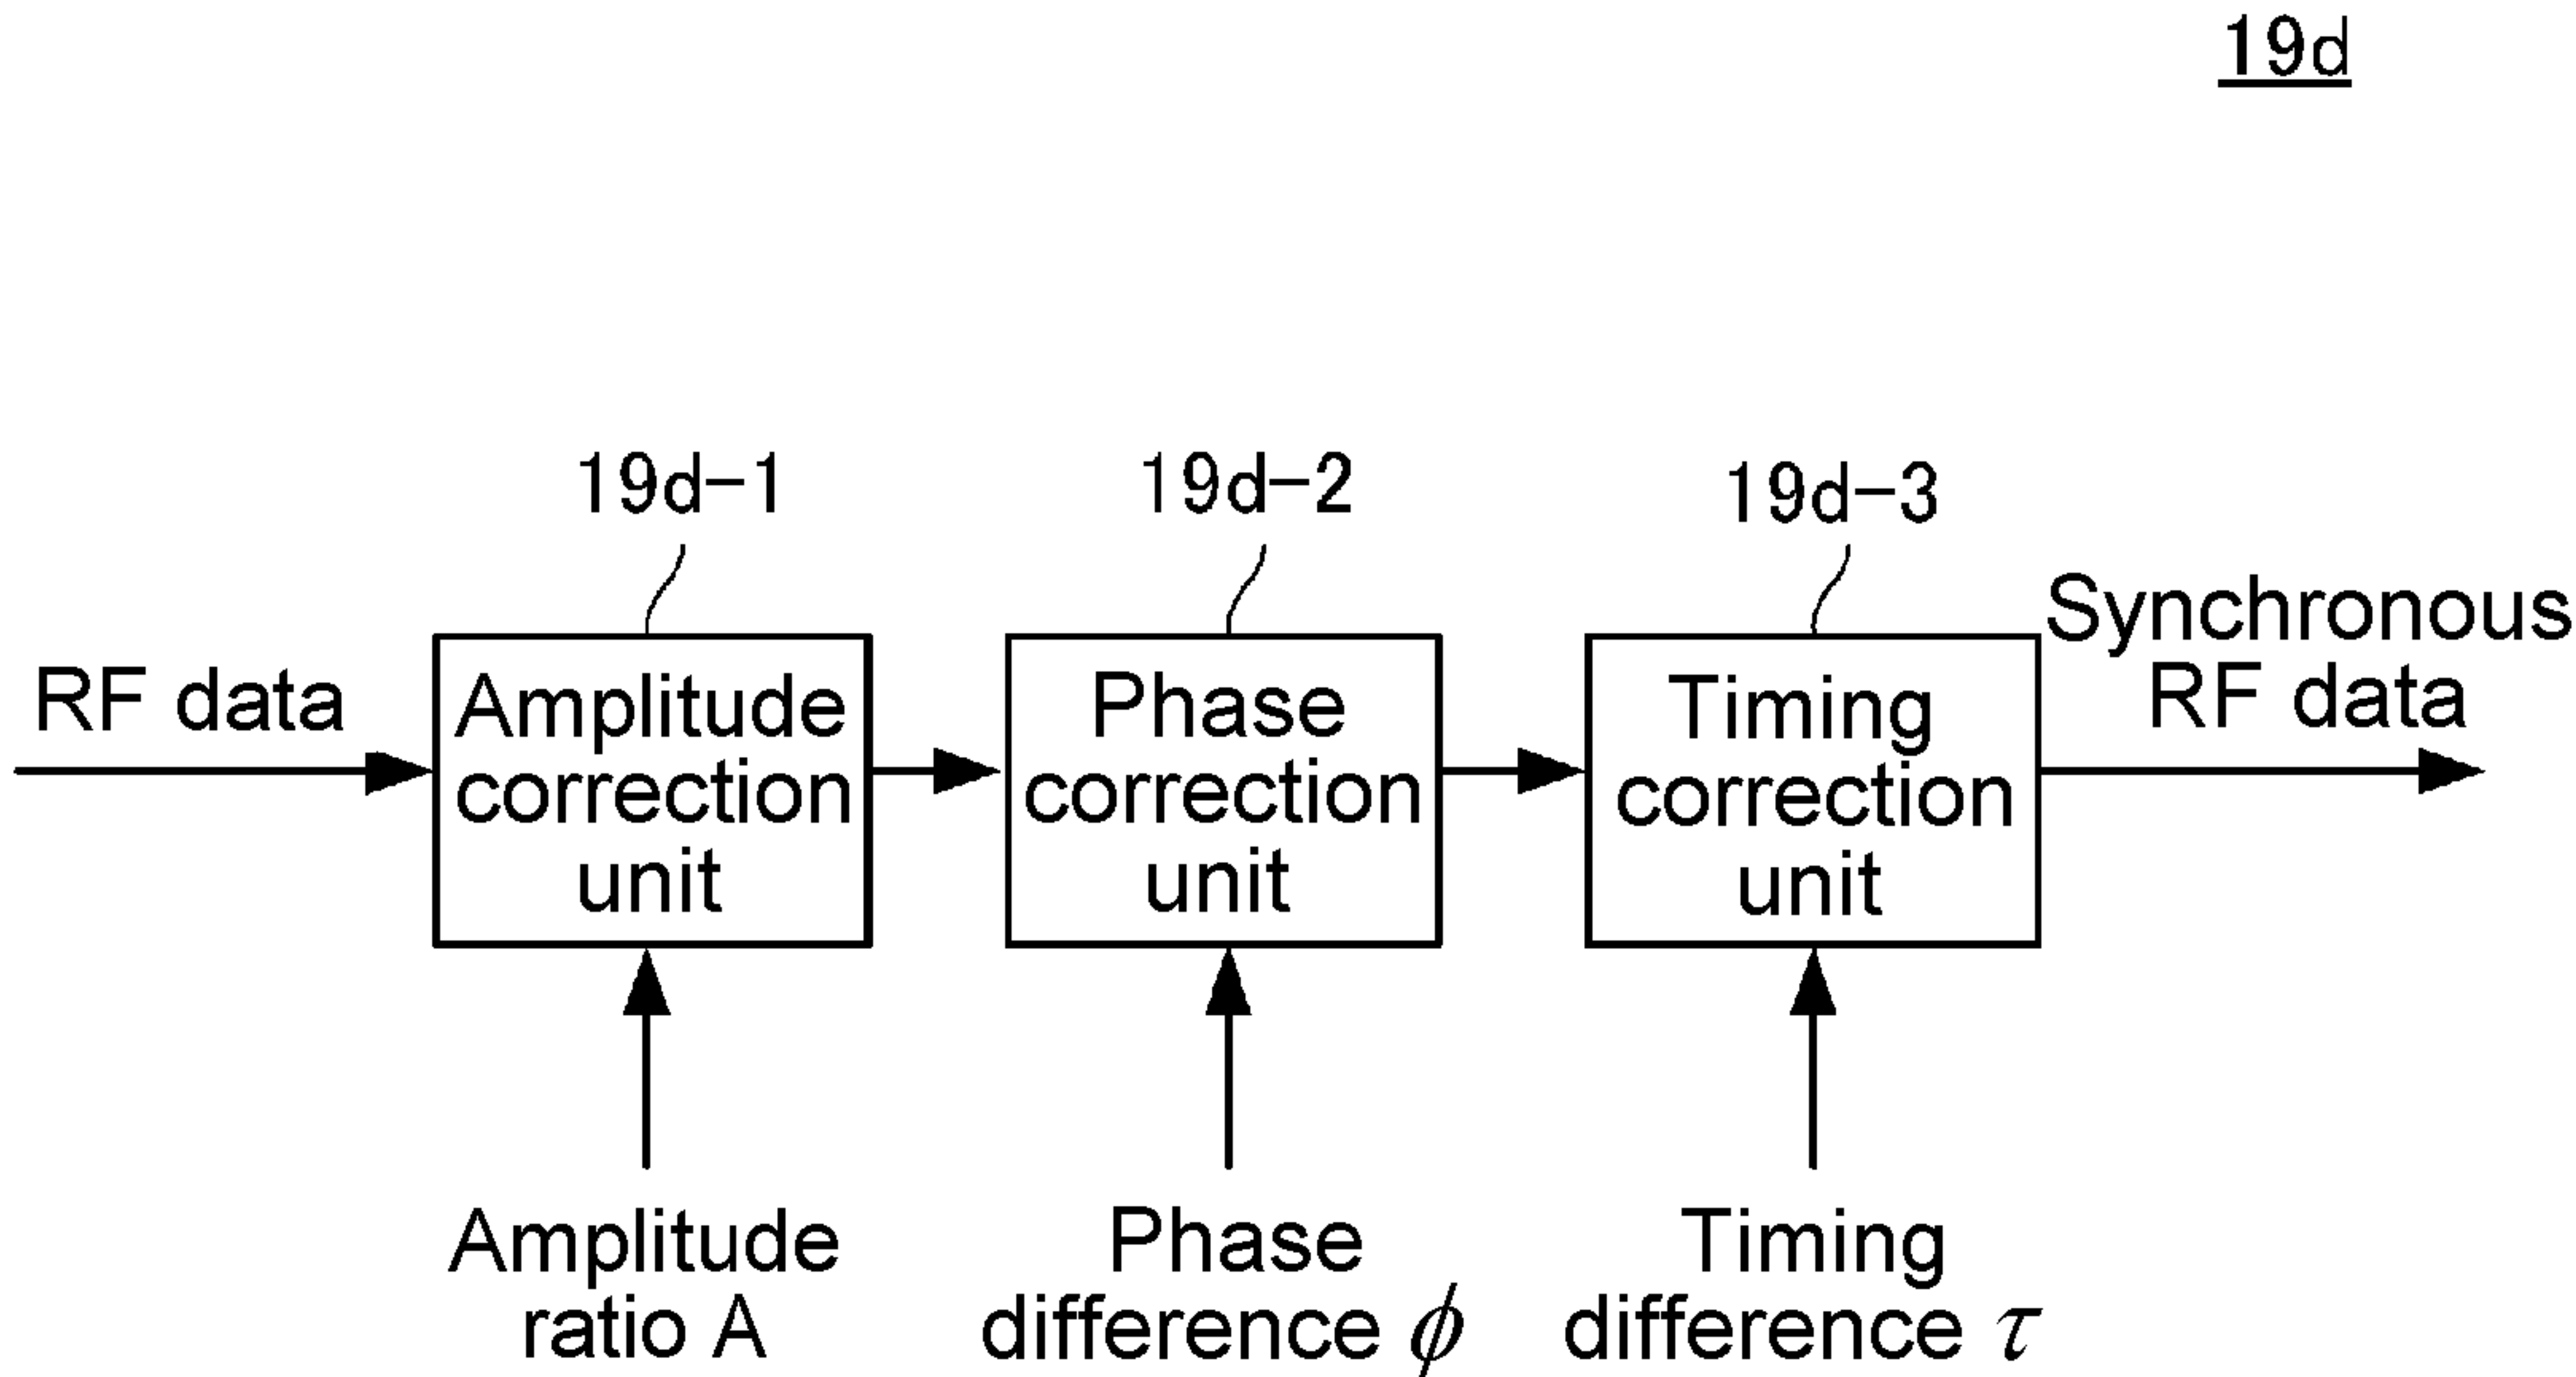 19d
19d-1
19d-2
19d-3
RF data
Amplitude
correction
unit
Phase
correction
unit
Timing
correction
unit
Synchronous
RF data
Amplitude
ratio A
Phase
difference ϕ
Timing
difference τ